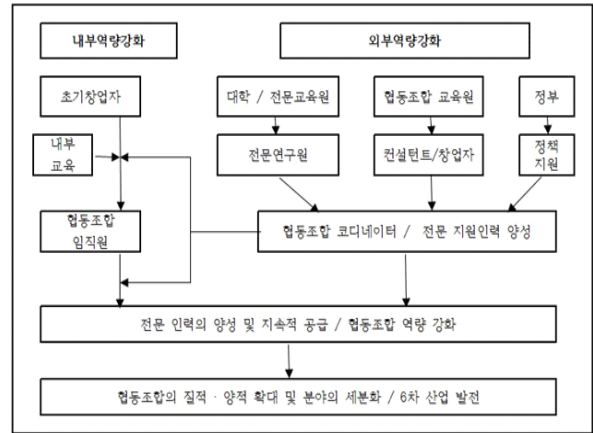 내부역량강화
외부역량강화
초기창업자
대학 / 전문교육원
협동조합 교육원
정부
내부
교육
전문연구원
컨설턴트/창업자
정책
지원
협동조합
임직원
협동조합 코디네이터 / 전문 지원인력 양성
전문 인력의 양성 및 지속적 공급 / 협동조합 역량 강화
협동조합의 질적·양적 확대 및 분야의 세분화 / 6차 산업 발전